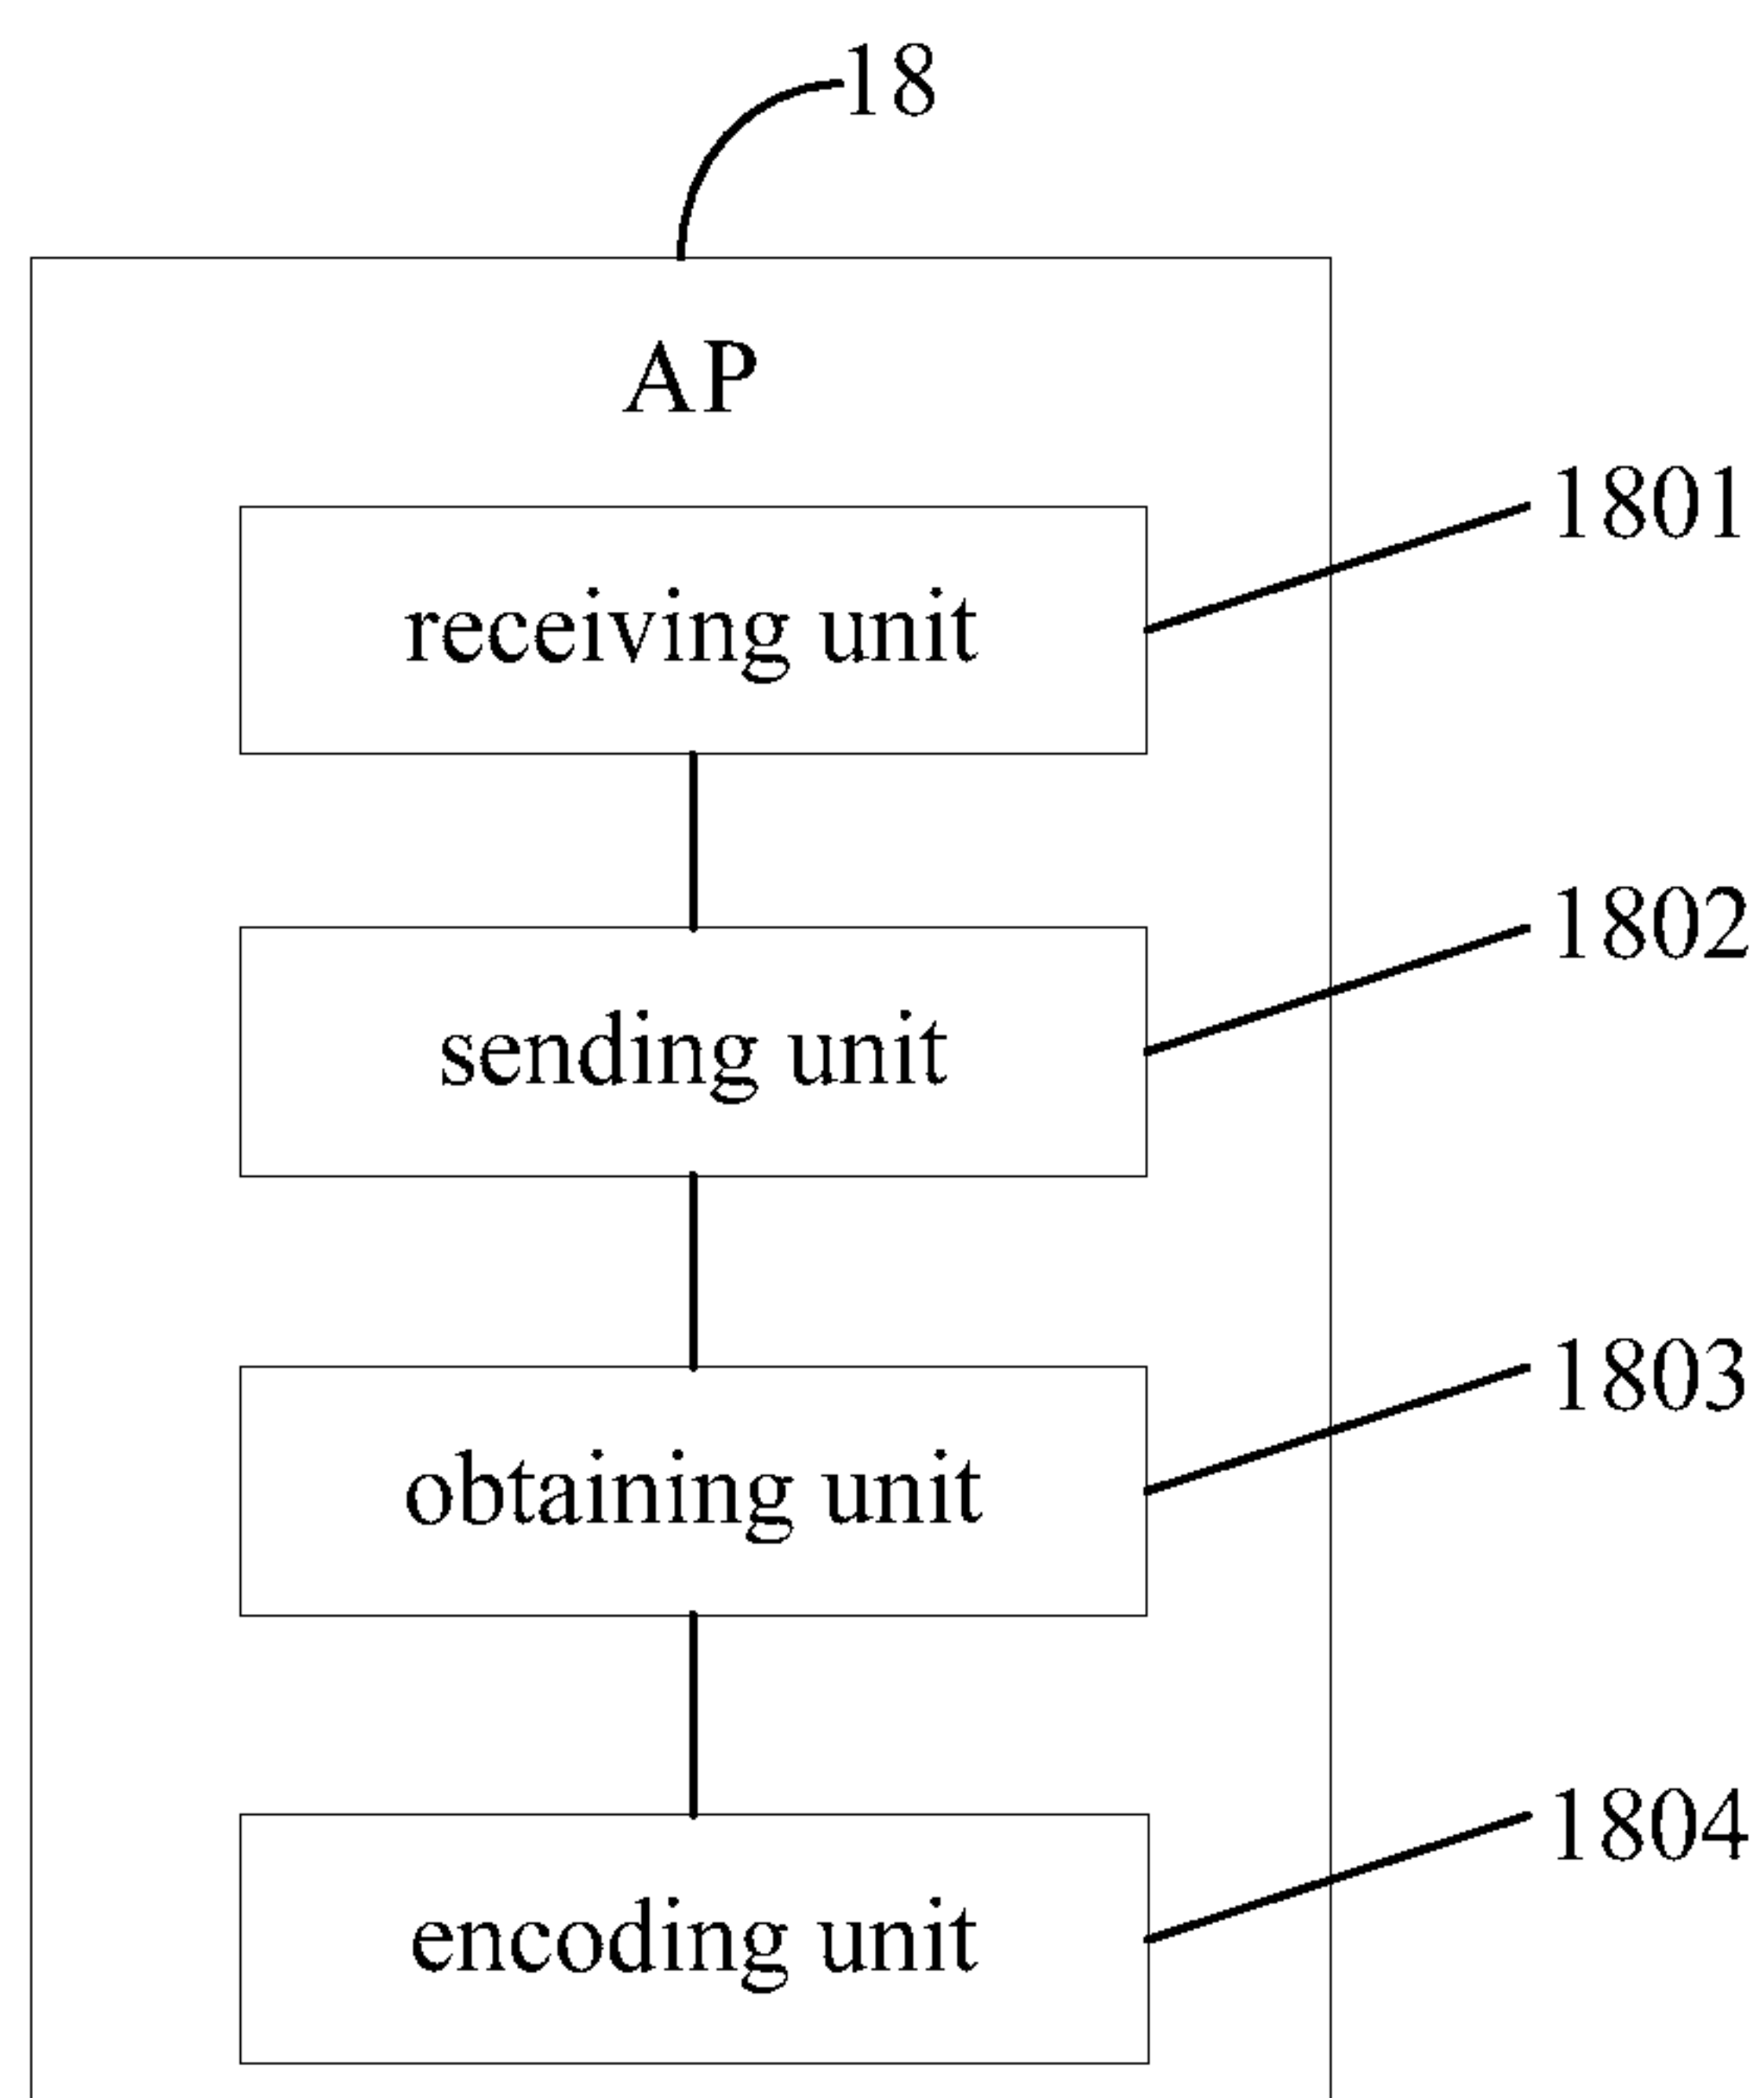 18
AP
1801
receiving unit
1802
sending unit
1803
obtaining unit
1804
encoding unit